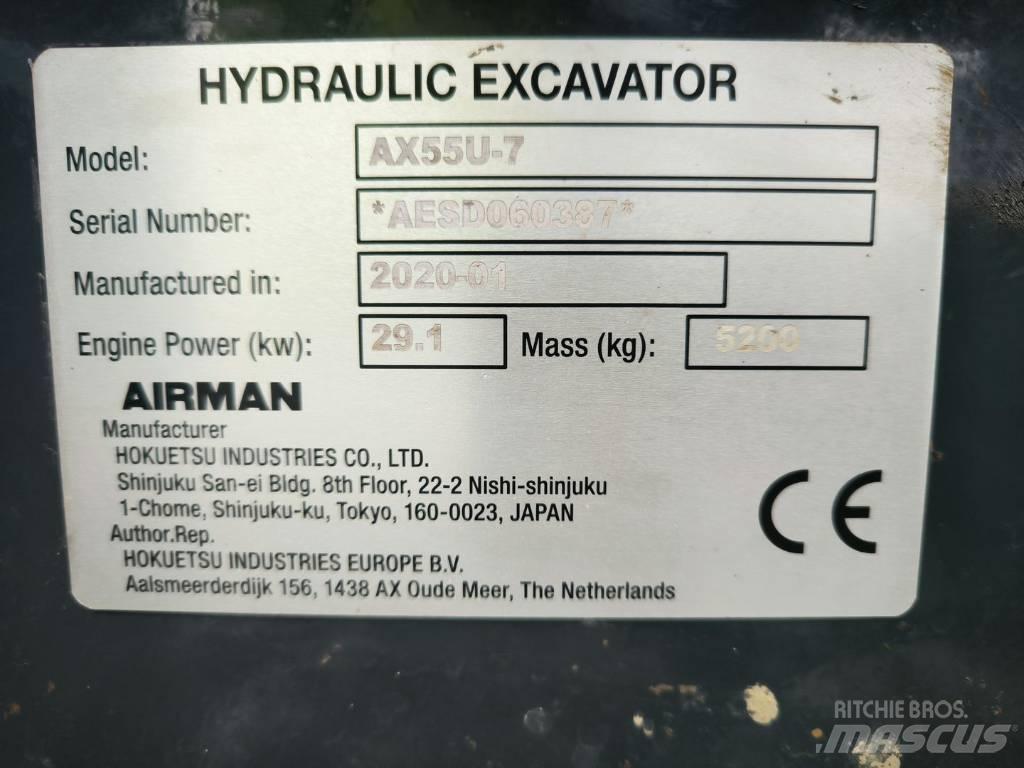 HYDRAULIC EXCAVATOR
Model: AX55U-7
Serial Number: *AESD060387*
Manufactured in: 2020-01
Engine Power (kw): 29.1 Mass (kg): 5200
AIRMAN
Manufacturer
HOKUETSU INDUSTRIES CO., LTD.
Shinjuku San-ei Bldg. 8th Floor, 22-2 Nishi-shinjuku
1-Chome, Shinjuku-ku, Tokyo, 160-0023, JAPAN
Author.Rep.
HOKUETSU INDUSTRIES EUROPE B.V.
Aalsmeerderdijk 156, 1438 AX Oude Meer, The Netherlands
CE
RITCHIE BROS.
MASCUS